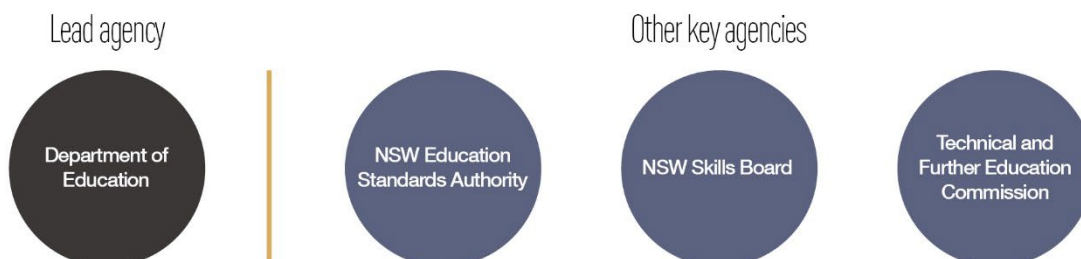 Lead agency
Other key agencies
Department of
Education
NSW Education
Standards Authority
NSW Skills Board
Technical and
Further Education
Commission